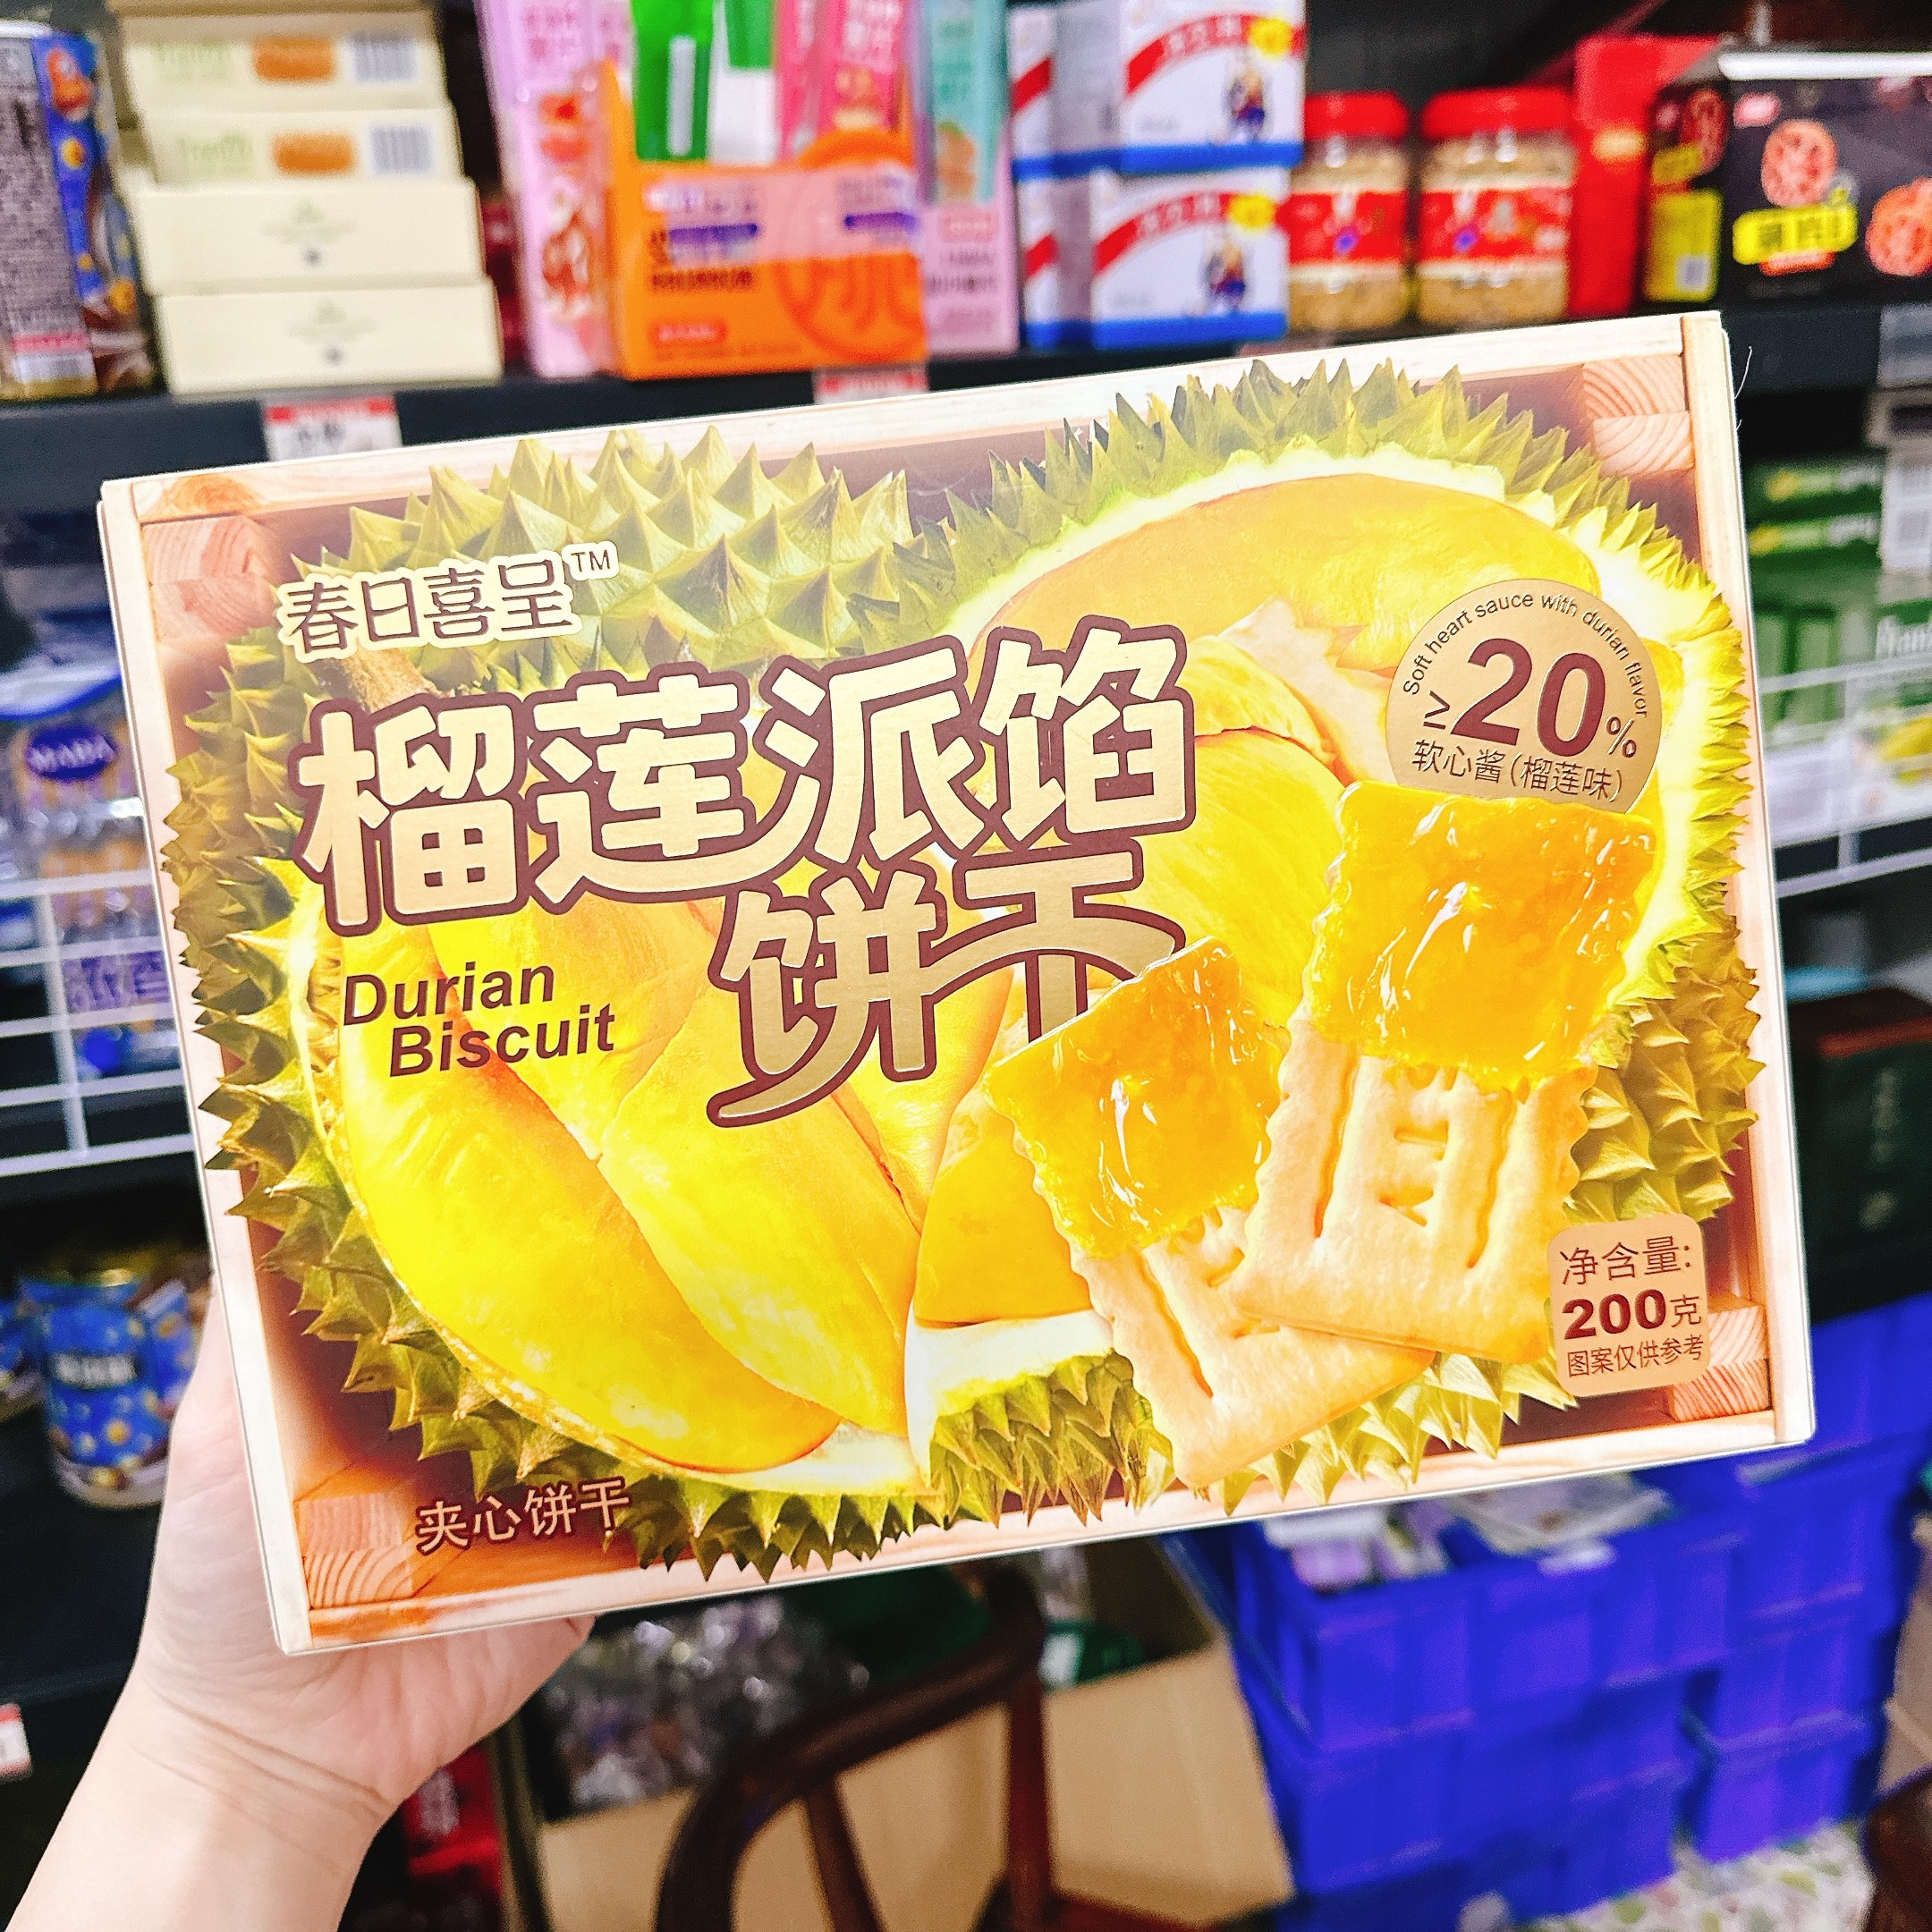 春日喜呈™
榴莲派馅
饼干
Durian
Biscuit
Soft heart sauce with durian flavor
≥20%
软心酱(榴莲味)
净含量:
200克
图案仅供参考
夹心饼干